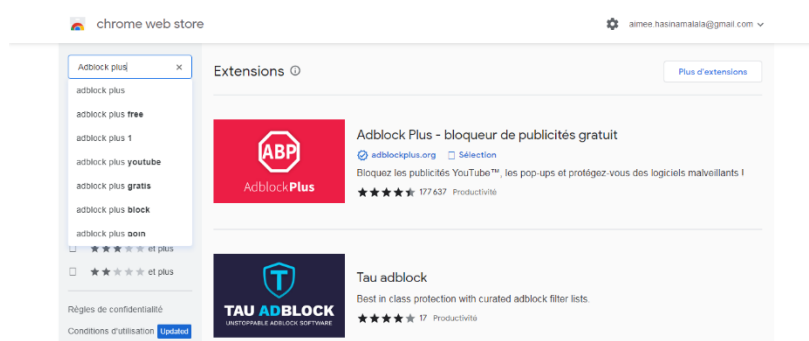 chrome web store
aimee.hasinamalala@gmail.com
Adblock plus
adblock plus
adblock plus free
adblock plus 1
adblock plus youtube
adblock plus gratis
adblock plus block
adblock plus
et plus
et plus
Règles de confidentialité
Conditions d'utilisation Updated
Extensions
Plus d'extensions
ABP
Adblock Plus
Adblock Plus - bloqueur de publicités gratuit
adblockplus.org Sélection
Bloquez les publicités YouTube™, les pop-ups et protégez-vous des logiciels malveillants !
177 637 Productivité
TAU ADBLOCK
UNSTOPPABLE ADBLOCK SOFTWARE
Tau adblock
Best in class protection with curated adblock filter lists.
17 Productivité